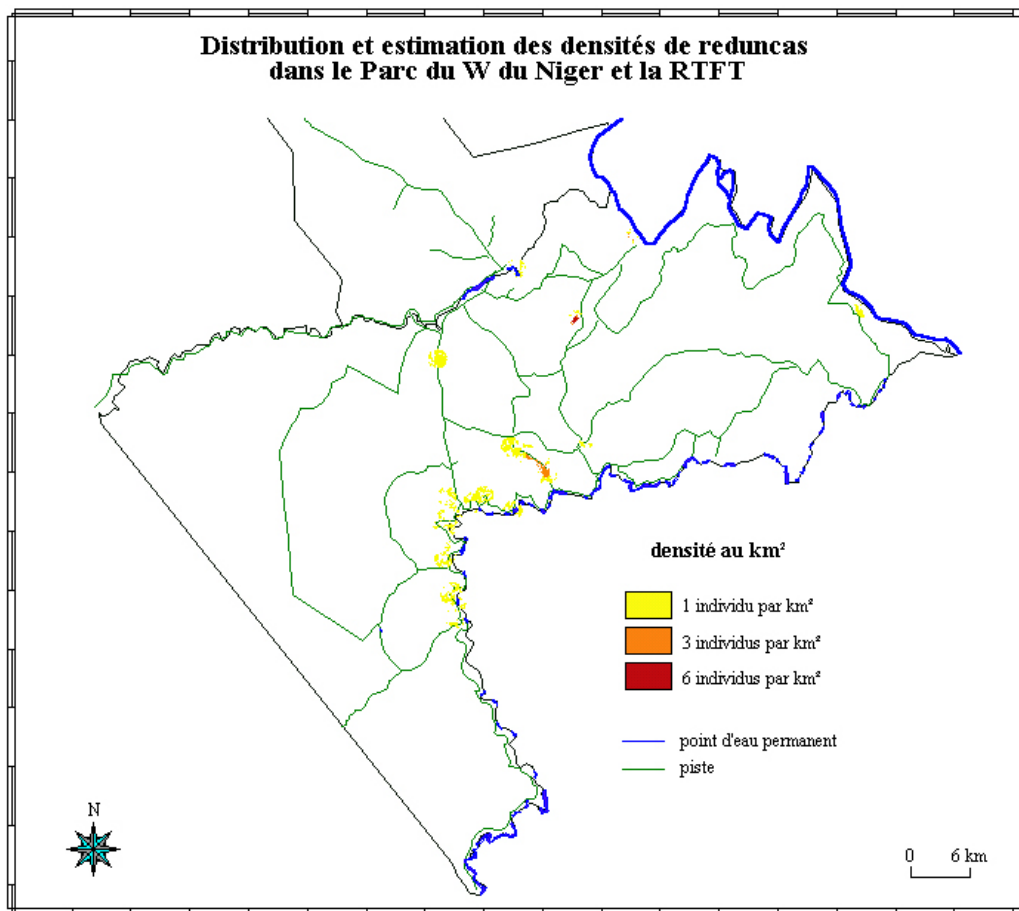 Distribution et estimation des densités de reduncas
dans le Parc du W du Niger et la RTFT
densité au km²
1 individu par km²
3 individus par km²
6 individus par km²
point d'eau permanent
piste
N
0 6 km